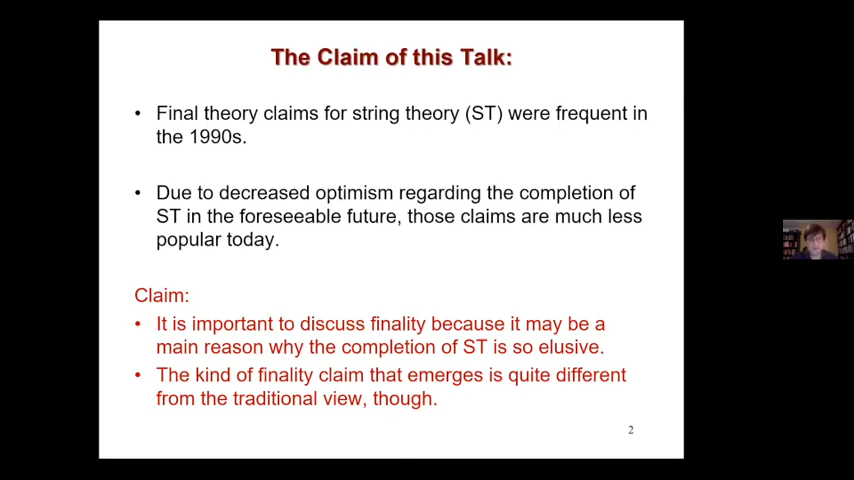 The Claim of this Talk:
• Final theory claims for string theory (ST) were frequent in
the 1990s.
• Due to decreased optimism regarding the completion of
ST in the foreseeable future, those claims are much less
popular today.
Claim:
• It is important to discuss finality because it may be a
main reason why the completion of ST is so elusive.
• The kind of finality claim that emerges is quite different
from the traditional view, though.
2